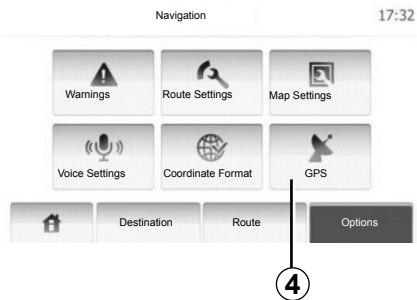 Navigation 17:32
Warnings Route Settings Map Settings
Voice Settings Coordinate Format GPS
Destination Route Options
4